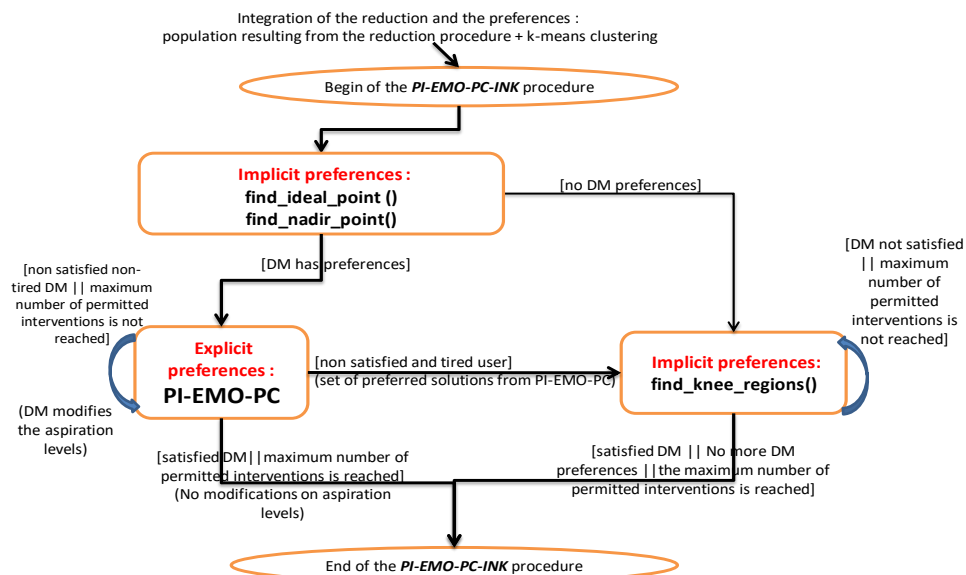 Integration of the reduction and the preferences :
population resulting from the reduction procedure + k-means clustering
Begin of the PI-EMO-PC-INK procedure
Implicit preferences :
find_ideal_point ()
find_nadir_point()
[no DM preferences]
[DM has preferences]
[non satisfied non-
tired DM || maximum
number of permitted
interventions is not
reached]
[DM not satisfied
|| maximum
number of
permitted
interventions is
not reached]
Explicit
preferences :
PI-EMO-PC
[non satisfied and tired user]
(set of preferred solutions from PI-EMO-PC)
Implicit preferences:
find_knee_regions()
(DM modifies
the aspiration
levels)
[satisfied DM||maximum number of
permitted interventions is reached]
(No modifications on aspiration
levels)
[satisfied DM || No more DM
preferences ||the maximum number of
permitted interventions is reached]
End of the PI-EMO-PC-INK procedure